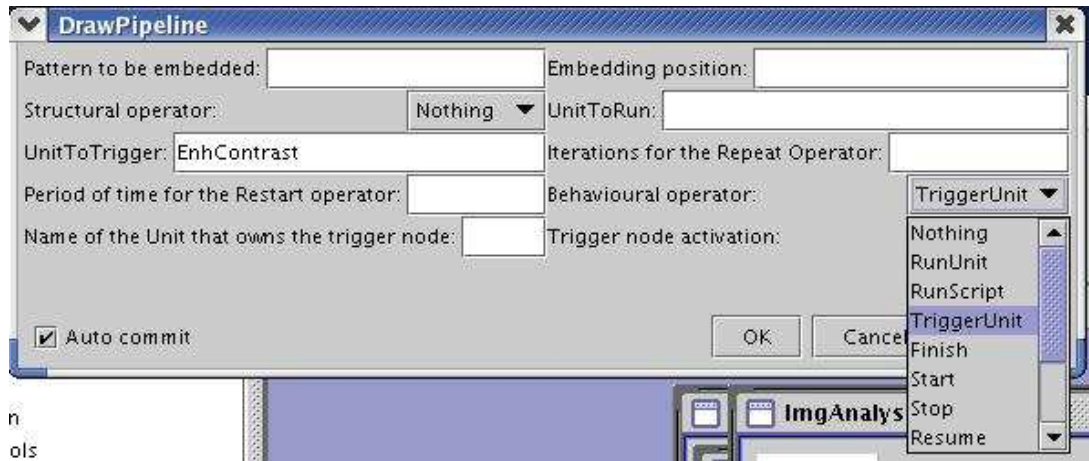 DrawPipeline
Pattern to be embedded: Embedding position:
Structural operator: Nothing UnitToRun:
UnitToTrigger: EnhContrast Iterations for the Repeat Operator:
Period of time for the Restart operator: Behavioural operator: TriggerUnit
Name of the Unit that owns the trigger node: Trigger node activation:
Nothing
RunUnit
RunScript
TriggerUnit
Finish
Start
Stop
Resume
Auto commit OK Cancel
n
ols
ImgAnalys